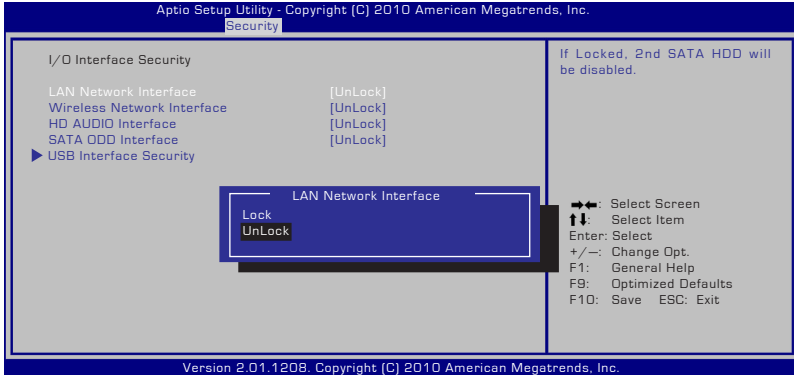 Aptio Setup Utility - Copyright (C) 2010 American Megatrends, Inc.
Security
I/O Interface Security
LAN Network Interface [UnLock]
Wireless Network Interface [UnLock]
HD AUDIO Interface [UnLock]
SATA ODD Interface [UnLock]
USB Interface Security
If Locked, 2nd SATA HDD will
be disabled.
LAN Network Interface
Lock
UnLock
→←: Select Screen
↑↓: Select Item
Enter: Select
+/—: Change Opt.
F1: General Help
F9: Optimized Defaults
F10: Save ESC: Exit
Version 2.01.1208. Copyright (C) 2010 American Megatrends, Inc.